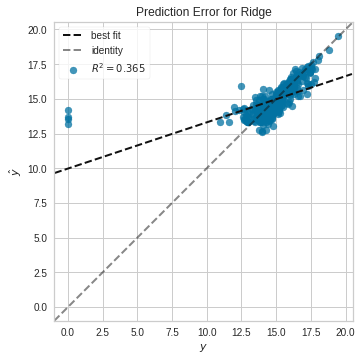 Prediction Error for Ridge
best fit
identity
R² = 0.365
ŷ
20.0
17.5
15.0
12.5
10.0
7.5
5.0
2.5
0.0
0.0 2.5 5.0 7.5 10.0 12.5 15.0 17.5 20.0
y